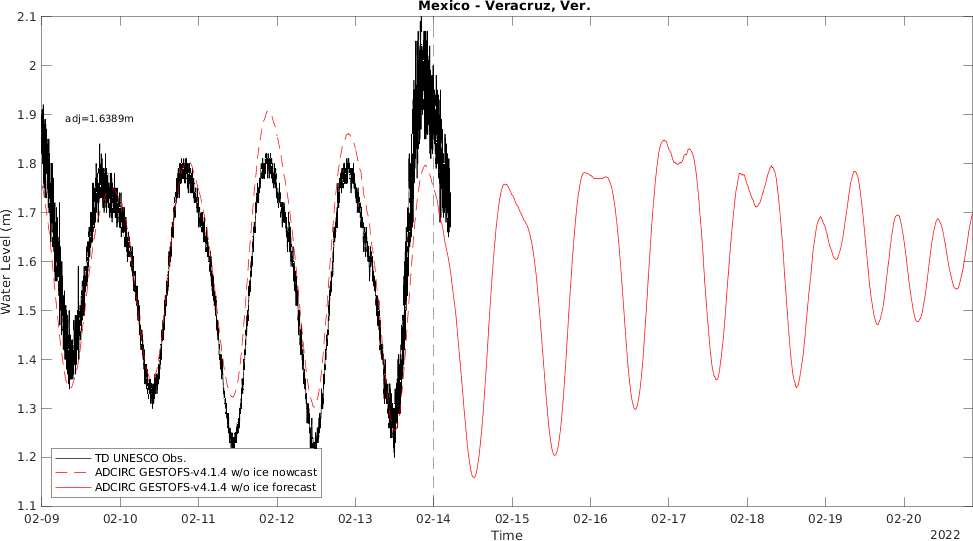 Mexico - Veracruz, Ver.
2.1
2
1.9
1.8
1.7
1.6
1.5
1.4
1.3
1.2
1.1
Water Level (m)
adj=1.6389m
TD UNESCO Obs.
ADCIRC GESTOFS-v4.1.4 w/o ice nowcast
ADCIRC GESTOFS-v4.1.4 w/o ice forecast
02-09 02-10 02-11 02-12 02-13 02-14 02-15 02-16 02-17 02-18 02-19 02-20
Time
2022